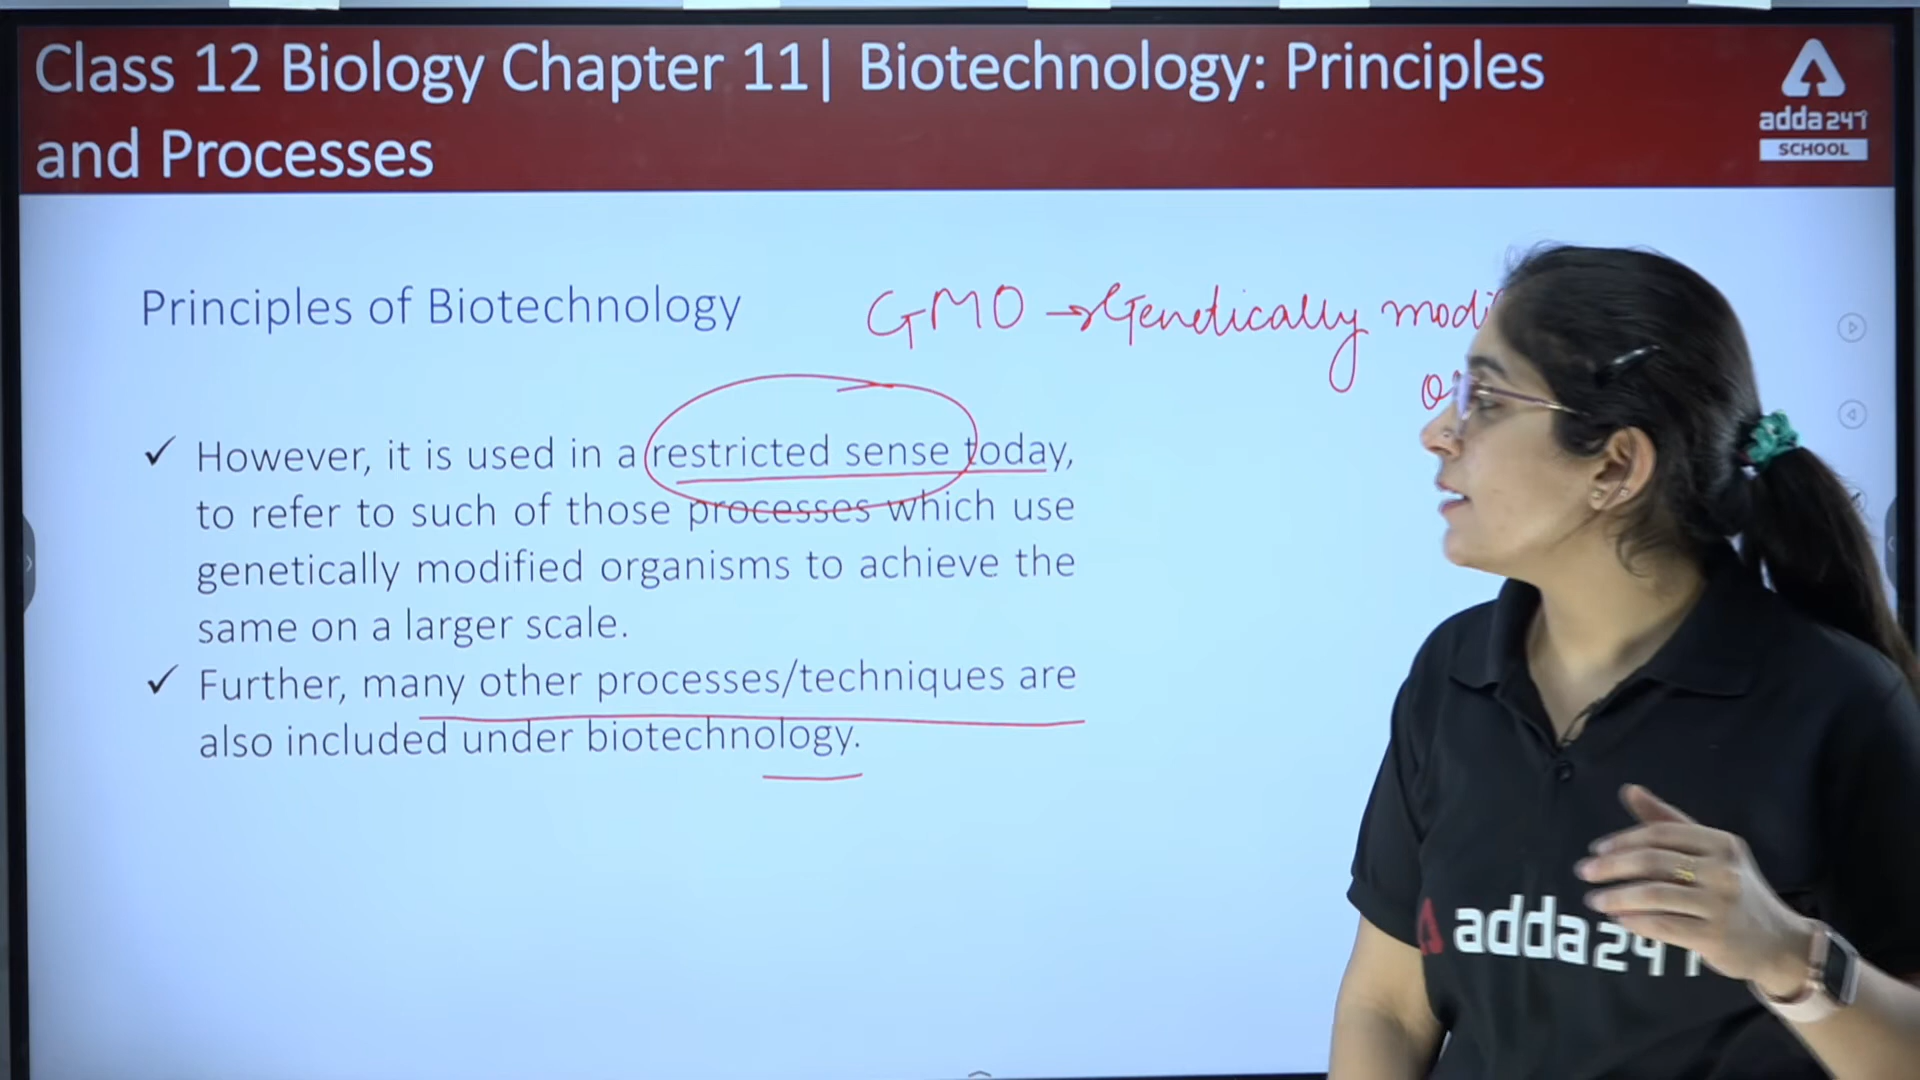 Class 12 Biology Chapter 11| Biotechnology: Principles
and Processes
adda247
SCHOOL
Principles of Biotechnology
GMO → Genetically
✓ However, it is used in a restricted sense today,
to refer to such of those processes which use
genetically modified organisms to achieve the
same on a larger scale.
✓ Further, many other processes/techniques are
also included under biotechnology.
adda247